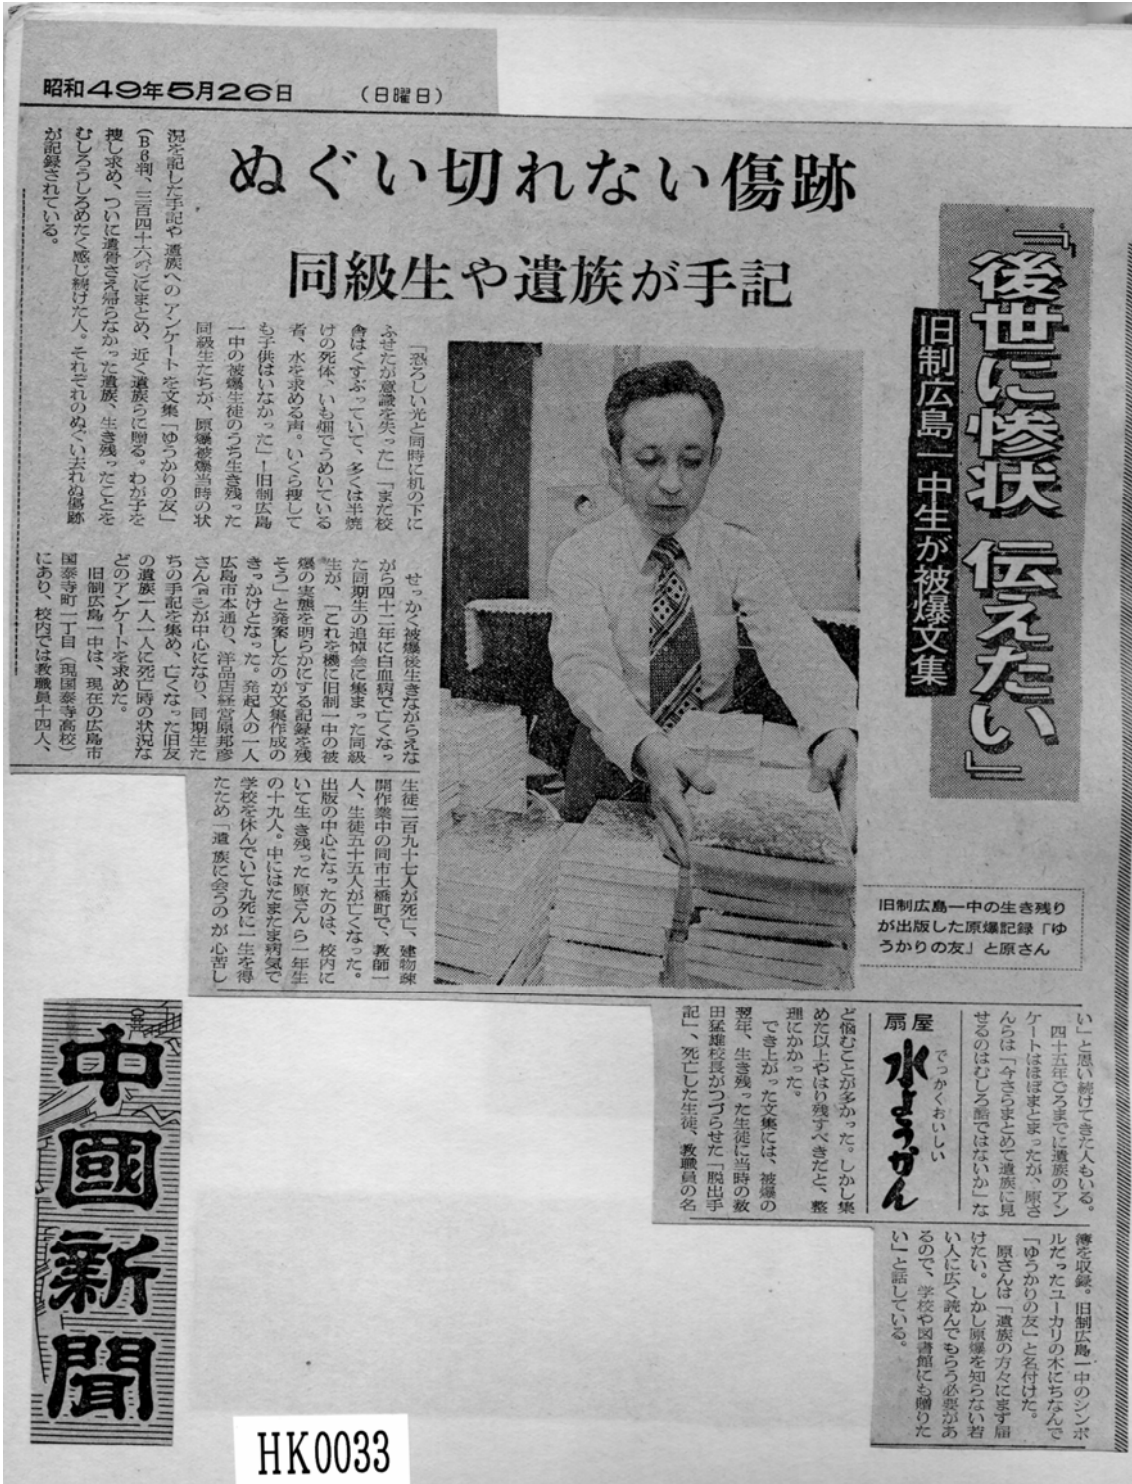 昭和49年5月26日 (日曜日)
「後世に惨状 伝えたい」
旧制広島一中生が被爆文集
ぬぐい切れない傷跡
同級生や遺族が手記
「恐ろしい光と同時に机の下に
ふせたが意識を失った」「まだ校
舎はくすぶっていて、多くは半焼
けの死体、いも畑でうめいている
者、水を求める声。いくら捜して
も子供はいなかった」―旧制広島
一中の被爆生徒のうち生き残った
同級生たちが、原爆被爆当時の状
況を記した手記や遺族へのアンケートを文集「ゆうかりの友」
(B6判、三百四十六㌻)にまとめ、近く遺族らに贈る。わが子を
捜し求め、ついに遺骨さえ帰らなかった遺族、生き残ったことを
むしろうしろめたく感じ続けた人。それぞれのぬぐい去れぬ傷跡
が記録されている。
せっかく被爆後生きながらえな
がら四十二年に白血病で亡くなっ
た同期生の追悼会に集まった同級
生が、「これを機に旧制一中の被
爆の実態を明らかにする記録を残
そう」と発案したのが文集作成の
きっかけとなった。発起人の一人
広島市本通り、洋品店経営原邦彦
さん(四二)が中心になり、同期生た
ちの手記を集め、亡くなった旧友
の遺族一人一人に死亡時の状況な
どのアンケートを求めた。
旧制広島一中は、現在の広島市
国泰寺町一丁目(現国泰寺高校)
にあり、校内では教職員十四人、
生徒二百九十七人が死亡、建物疎
開作業中の同市土橋町で、教師一
人、生徒五十五人が亡くなった。
出版の中心になったのは、校内に
いて生き残った原さんら一年生
の十九人。中にはたまたま病気で
学校を休んでいて九死に一生を得
たため「遺族に会うのが心苦し
い」と思い続けてきた人もいる。
四十五年ごろまでに遺族のアン
ケートはほぼまとまったが、原さ
んらは「今さらまとめて遺族に見
せるのはむしろ酷ではないか」な
ど悩むことが多かった。しかし集
めた以上やはり残すべきだと、整
理にかかった。
でき上がった文集には、被爆の
翌年、生き残った生徒に当時の数
田猛雄校長がつづらせた「脱出手
記」、死亡した生徒、教職員の名
簿を収録。旧制広島一中のシンボ
ルだったユーカリの木にちなんで
「ゆうかりの友」と名付けた。
原さんは「遺族の方々にまず届
けたい。しかし原爆を知らない若
い人に広く読んでもらう必要があ
るので、学校や図書館にも贈りた
い」と話している。
旧制広島一中の生き残り
が出版した原爆記録「ゆ
うかりの友」と原さん
でっかくおいしい
扇屋
水ようかん
中國新聞
HK0033